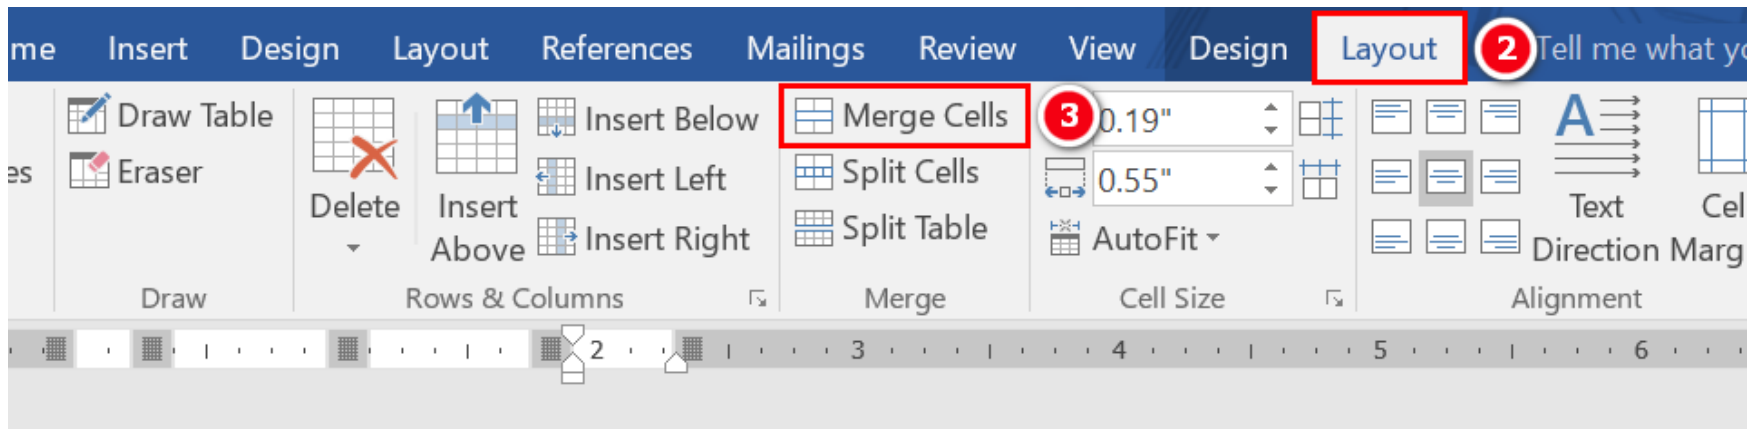 me Insert Design Layout References Mailings Review View Design Layout 2 Tell me what yo
Draw Table
Eraser
es
Delete
Insert
Above
Insert Below
Insert Left
Insert Right
Merge Cells
Split Cells
Split Table
3
0.19"
0.55"
AutoFit
Text
Direction
Cel
Marg
Draw Rows & Columns Merge Cell Size Alignment
2 3 4 5 6